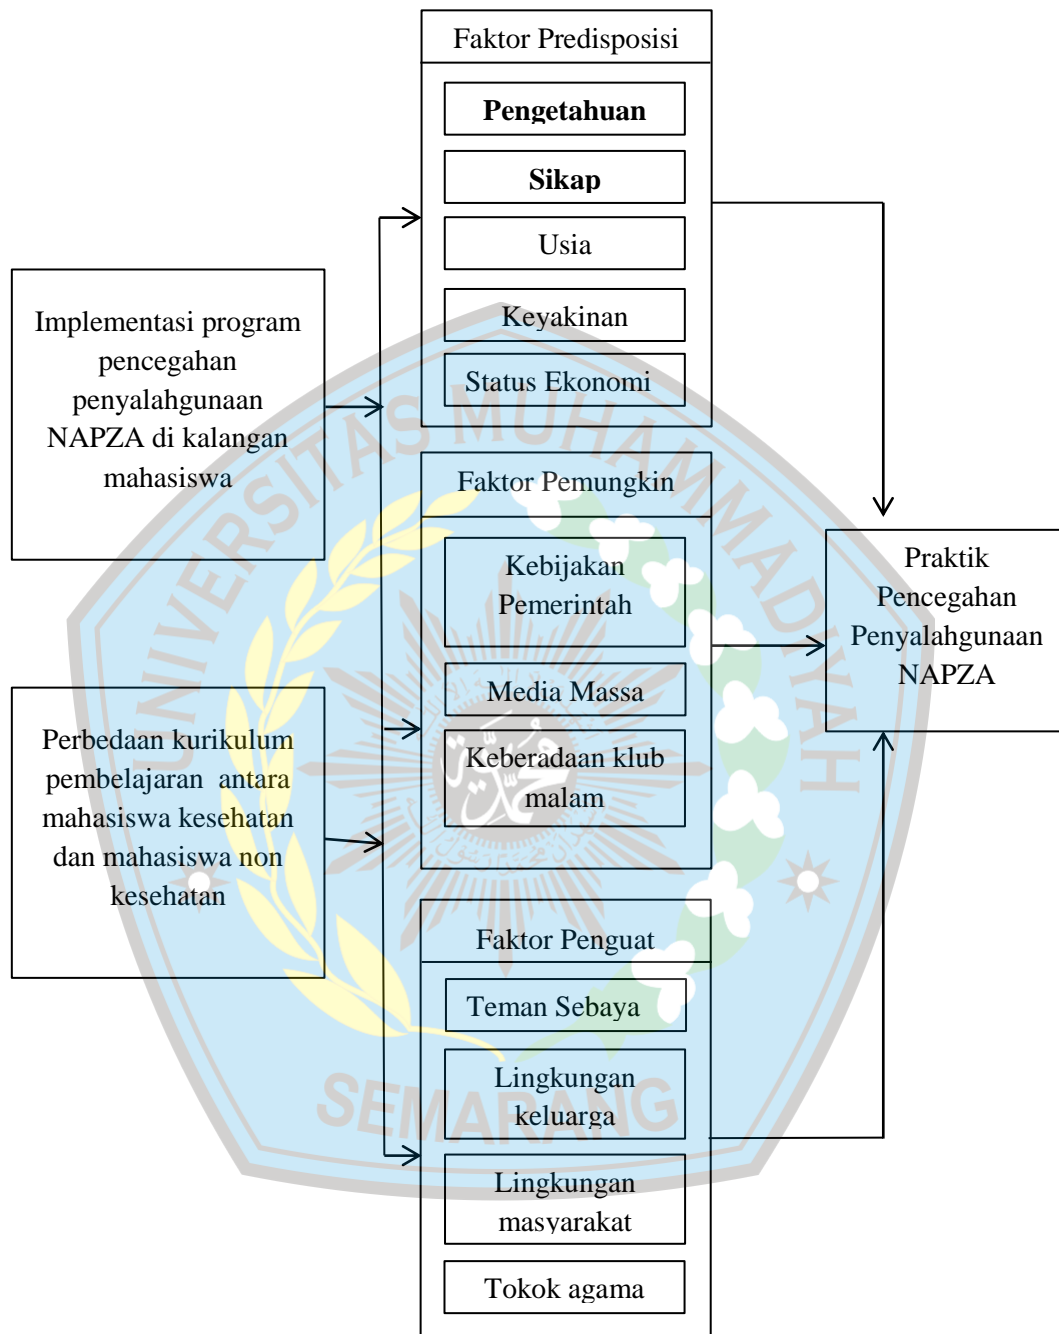 Faktor Predisposisi
Pengetahuan
Sikap
Usia
Keyakinan
Status Ekonomi
Implementasi program
pencegahan
penyalahgunaan
NAPZA di kalangan
mahasiswa
Perbedaan kurikulum
pembelajaran antara
mahasiswa kesehatan
dan mahasiswa non
kesehatan
Faktor Pemungkin
Kebijakan
Pemerintah
Media Massa
Keberadaan klub
malam
Faktor Penguat
Teman Sebaya
Lingkungan
keluarga
Lingkungan
masyarakat
Tokok agama
Praktik
Pencegahan
Penyalahgunaan
NAPZA
UNIVERSITAS MUHAMMADIYAH
SEMARANG